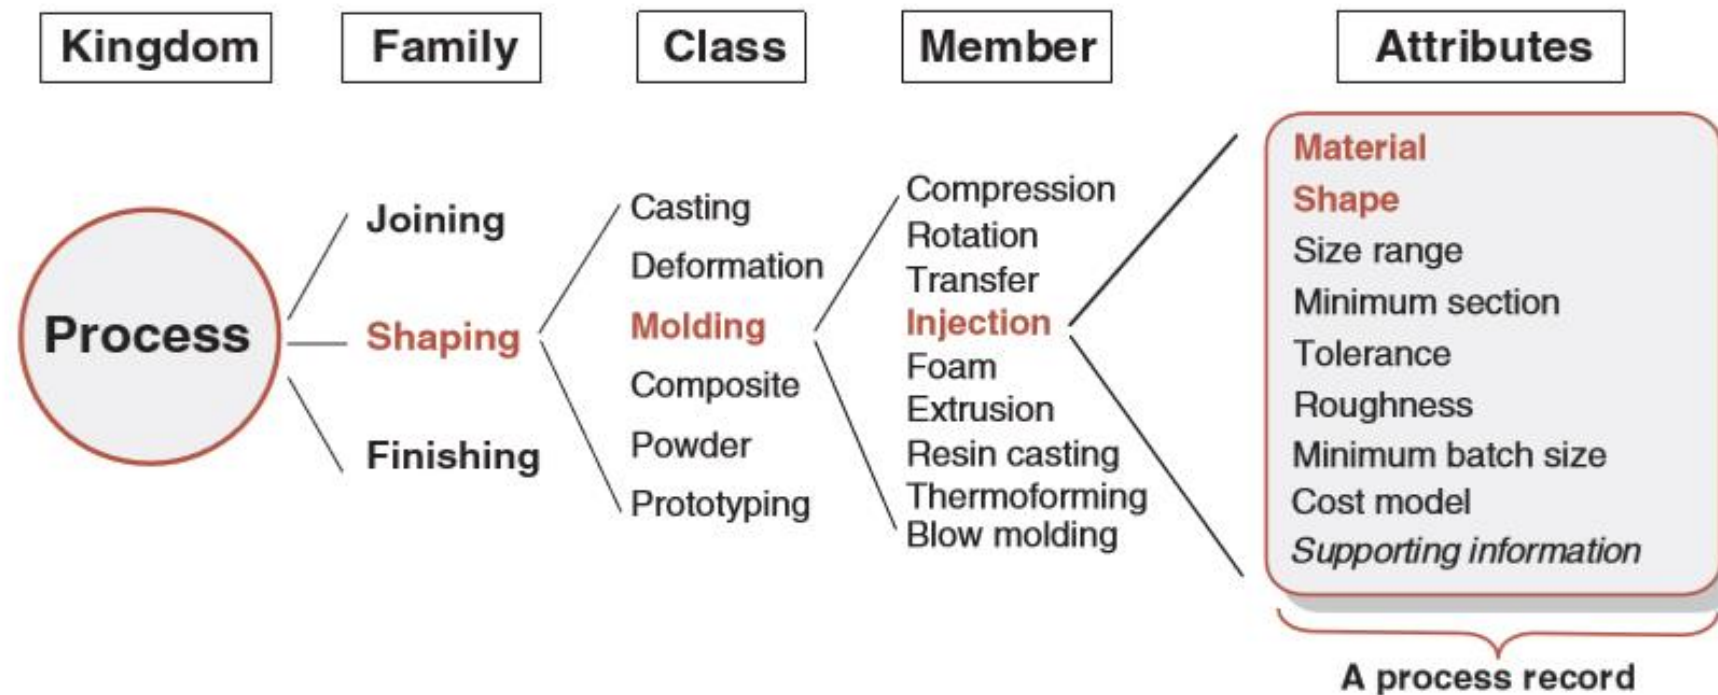 Kingdom
Family
Class
Member
Attributes
Process
Joining
Shaping
Finishing
Casting
Deformation
Molding
Composite
Powder
Prototyping
Compression
Rotation
Transfer
Injection
Foam
Extrusion
Resin casting
Thermoforming
Blow molding
Material
Shape
Size range
Minimum section
Tolerance
Roughness
Minimum batch size
Cost model
Supporting information
A process record